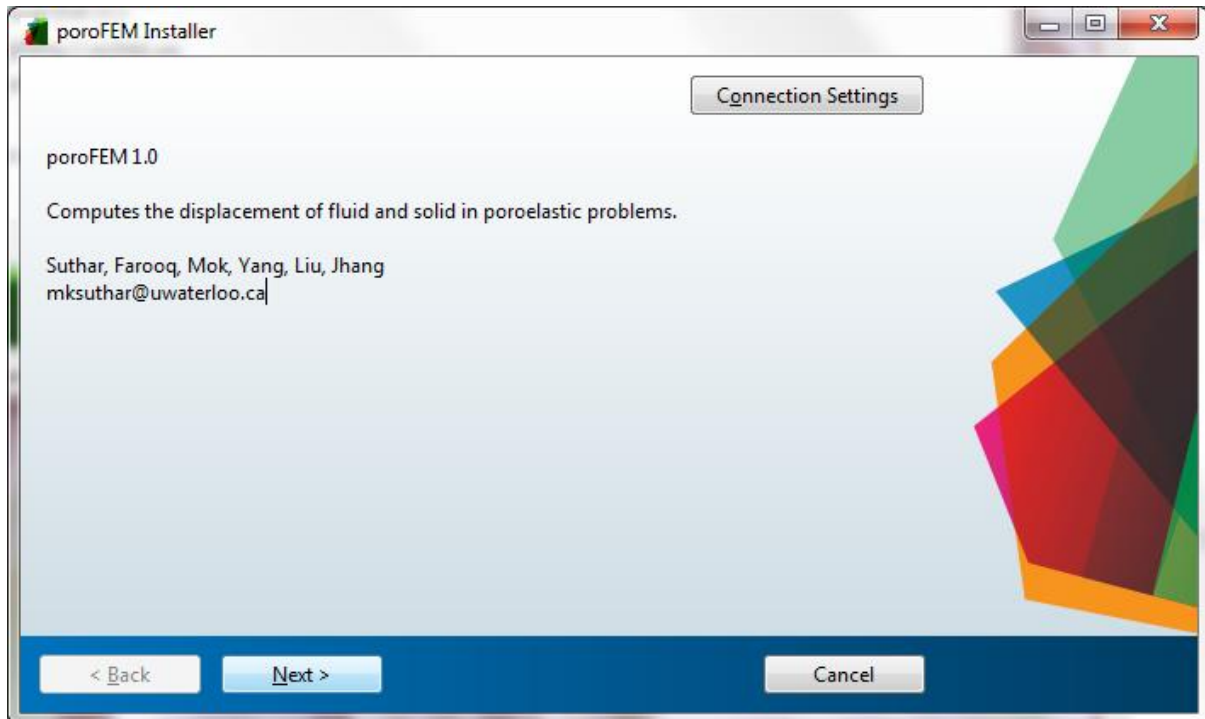 poroFEM Installer
Connection Settings
poroFEM 1.0
Computes the displacement of fluid and solid in poroelastic problems.
Suthar, Farooq, Mok, Yang, Liu, Jhang
mksuthar@uwaterloo.ca
< Back
Next >
Cancel